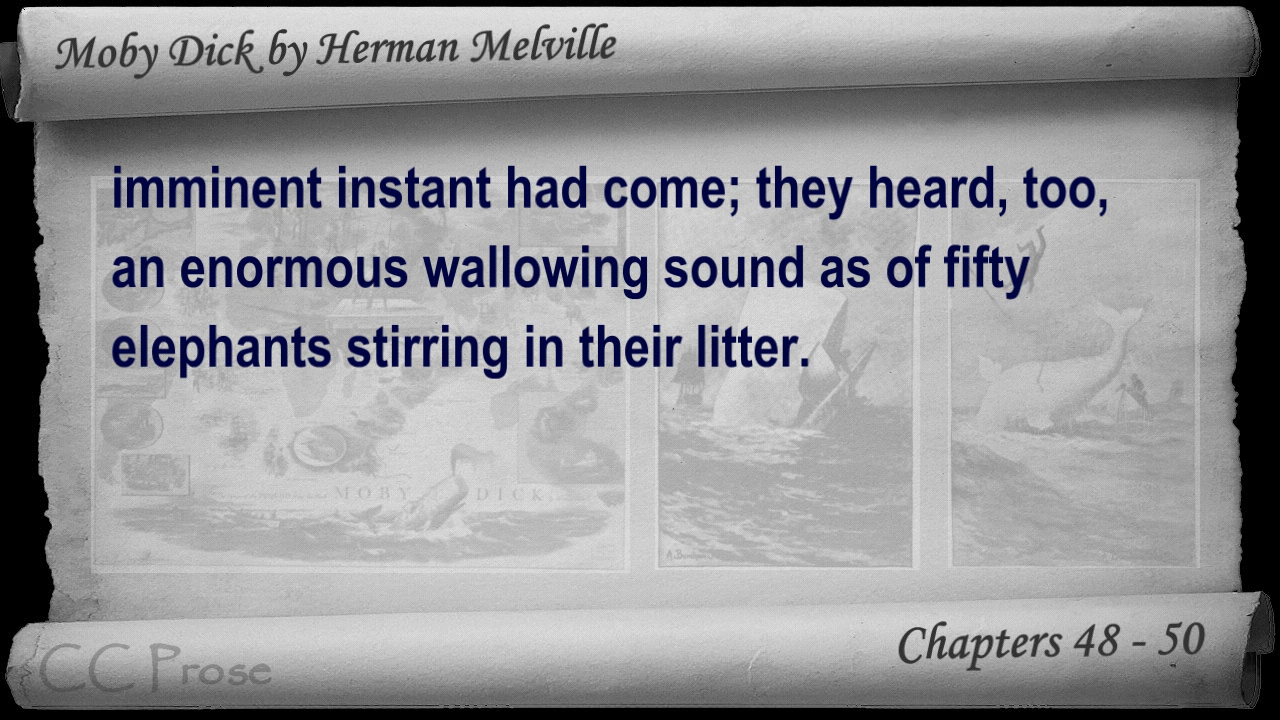 Moby Dick by Herman Melville
imminent instant had come; they heard, too,
an enormous wallowing sound as of fifty
elephants stirring in their litter.
MOBY DICK
Chapters 48 - 50
CC Prose